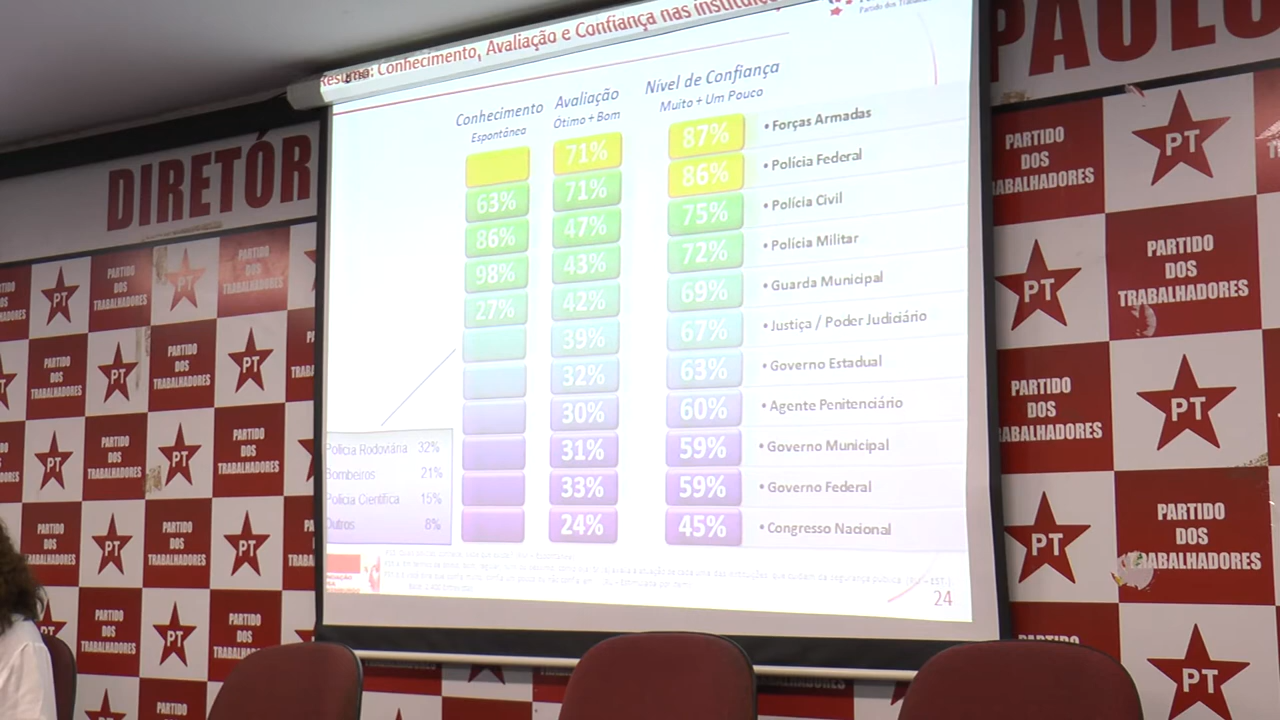 Resumo: Conhecimento, Avaliação e Confiança nas instituiç
DIRETÓR
PAULO
Conhecimento
Espontânea
Avaliação
Ótimo + Bom
Nível de Confiança
Muito + Um Pouco
71% 87% • Forças Armadas
63% 71% 86% • Polícia Federal
86% 47% 75% • Polícia Civil
98% 43% 72% • Polícia Militar
27% 42% 69% • Guarda Municipal
39% 67% • Justiça / Poder Judiciário
32% 63% • Governo Estadual
30% 60% • Agente Penitenciário
31% 59% • Governo Municipal
33% 59% • Governo Federal
24% 45% • Congresso Nacional
Polícia Rodoviária 32%
Bombeiros 21%
Polícia Científica 15%
Outros 8%
24
PARTIDO
DOS
TRABALHADORES
PT